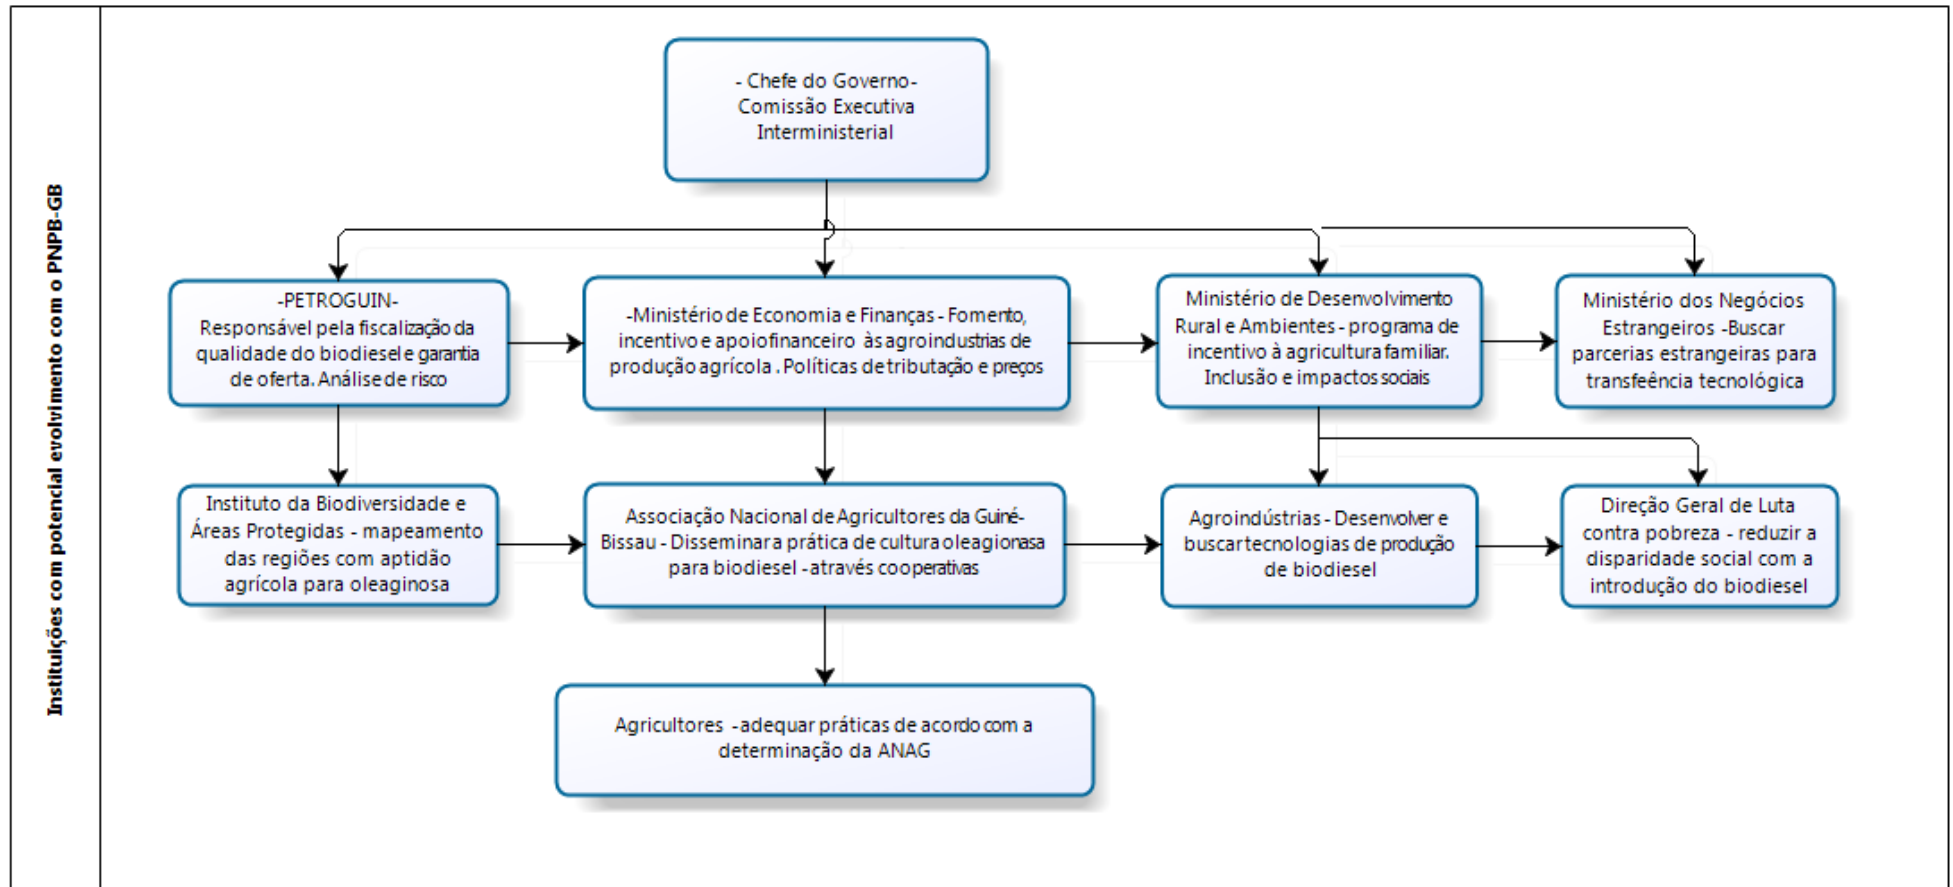 Instituções com potencial evolvimento com o PNPB-GB
- Chefe do Governo-
Comissão Executiva
Interministerial
-PETROGUIN-
Responsável pela fiscalização da
qualidade do biodiesel e garantia
de oferta. Análise de risco
-Ministério de Economia e Finanças - Fomento,
incentivo e apoiofinanceiro às agroindustrias de
produção agrícola . Políticas de tributação e preços
Ministério de Desenvolvimento
Rural e Ambientes - programa de
incentivo à agricultura familiar.
Inclusão e impactos sociais
Ministério dos Negócios
Estrangeiros -Buscar
parcerias estrangeiras para
transfeência tecnológica
Instituto da Biodiversidade e
Áreas Protegidas - mapeamento
das regiões com aptidão
agrícola para oleaginosa
Associação Nacional de Agricultores da Guiné-
Bissau - Disseminar a prática de cultura oleagionasa
para biodiesel - através cooperativas
Agroindústrias - Desenvolver e
buscar tecnologias de produção
de biodiesel
Direção Geral de Luta
contra pobreza - reduzir a
disparidade social com a
introdução do biodiesel
Agricultores -adequar práticas de acordo com a
determinação da ANAG